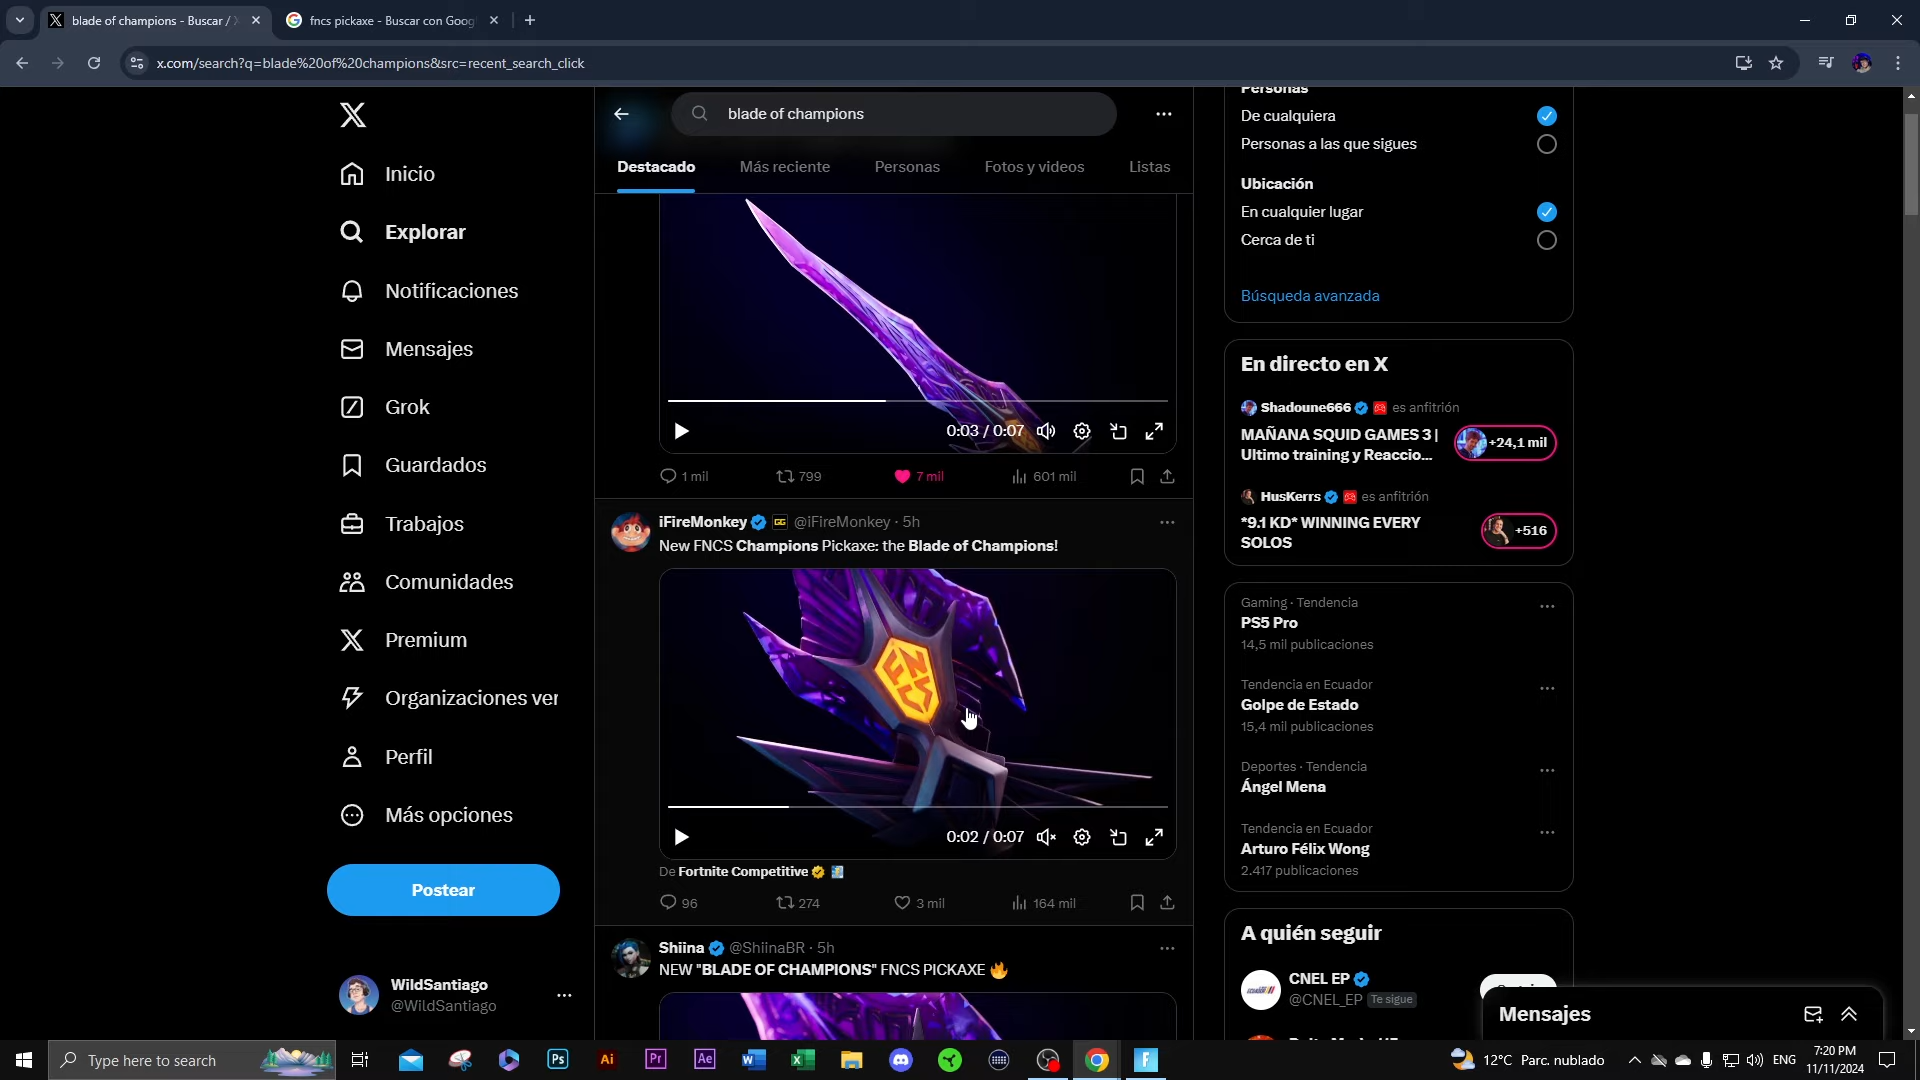 blade of champions - Buscar / X
fncs pickaxe - Buscar con Goog
x.com/search?q=blade%20of%20champions&src=recent_search_click
Inicio
Explorar
Notificaciones
Mensajes
Grok
Guardados
Trabajos
Comunidades
Premium
Organizaciones ver
Perfil
Más opciones
Postear
WildSantiago
@WildSantiago
blade of champions
Destacado Más reciente Personas Fotos y videos Listas
0:03 / 0:07
1 mil 799 7 mil 601 mil
iFireMonkey GG @iFireMonkey · 5h
New FNCS Champions Pickaxe: the Blade of Champions!
FNCS
0:02 / 0:07
De Fortnite Competitive
96 274 3 mil 164 mil
Shiina @ShiinaBR · 5h
NEW "BLADE OF CHAMPIONS" FNCS PICKAXE
Personas
De cualquiera
Personas a las que sigues
Ubicación
En cualquier lugar
Cerca de ti
Búsqueda avanzada
En directo en X
Shadoune666 es anfitrión
MAÑANA SQUID GAMES 3 |
Ultimo training y Reaccio...
+24,1 mil
HusKerrs es anfitrión
*9.1 KD* WINNING EVERY
SOLOS
+516
Gaming · Tendencia
PS5 Pro
14,5 mil publicaciones
Tendencia en Ecuador
Golpe de Estado
15,4 mil publicaciones
Deportes · Tendencia
Ángel Mena
Tendencia en Ecuador
Arturo Félix Wong
2.417 publicaciones
A quién seguir
CNEL EP
@CNEL_EP Te sigue
Mensajes
Type here to search
Ps Ai Pr Ae
12°C Parc. nublado
ENG
7:20 PM
11/11/2024